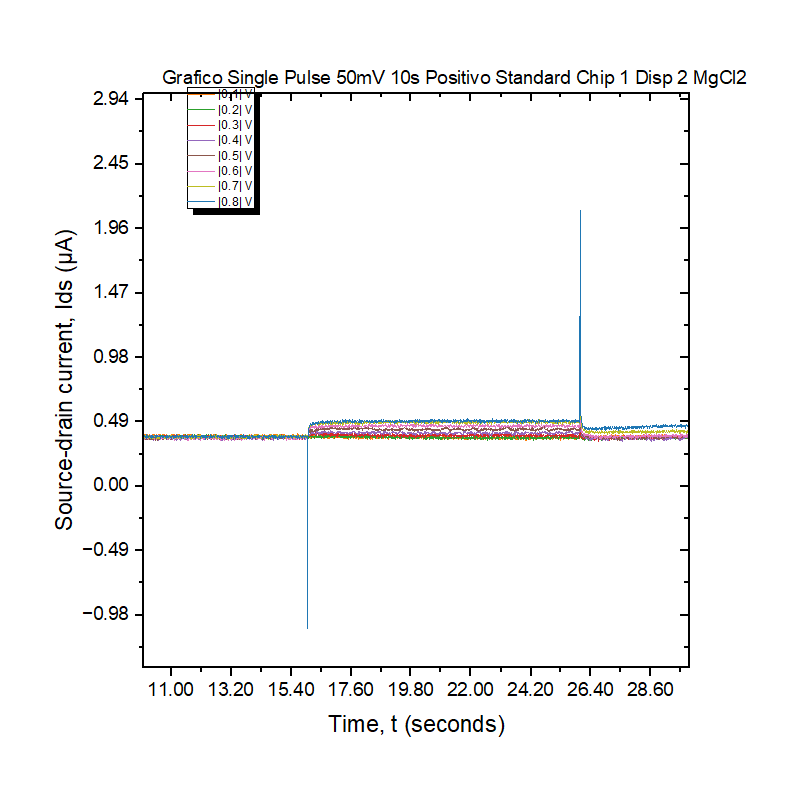 Grafico Single Pulse 50mV 10s Positivo Standard Chip 1 Disp 2 MgCl2
|0.1| V
|0.2| V
|0.3| V
|0.4| V
|0.5| V
|0.6| V
|0.7| V
|0.8| V
2.94
2.45
1.96
1.47
0.98
0.49
0.00
−0.49
−0.98
Source-drain current, Ids (μA)
11.00 13.20 15.40 17.60 19.80 22.00 24.20 26.40 28.60
Time, t (seconds)